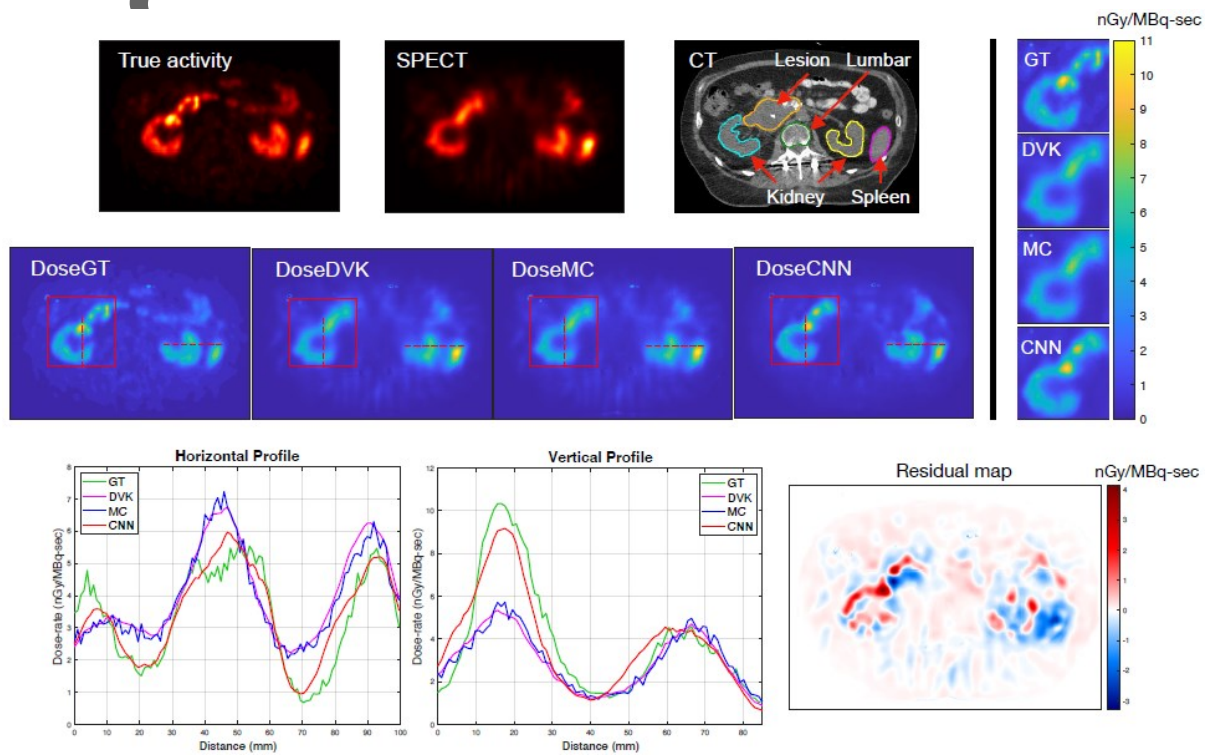 nGy/MBq-sec
True activity
SPECT
CT
Lesion
Lumbar
Kidney
Spleen
GT
DVK
MC
CNN
11
10
9
8
7
6
5
4
3
2
1
0
DoseGT
DoseDVK
DoseMC
DoseCNN
Horizontal Profile
GT
DVK
MC
CNN
Dose-rate (nGy/MBq-sec)
8
7
6
5
4
3
2
1
0
0 10 20 30 40 50 60 70 80 90 100
Distance (mm)
Vertical Profile
GT
DVK
MC
CNN
Dose-rate (nGy/MBq-sec)
12
10
8
6
4
2
0
0 10 20 30 40 50 60 70 80
Distance (mm)
Residual map
nGy/MBq-sec
4
3
2
1
0
-1
-2
-3